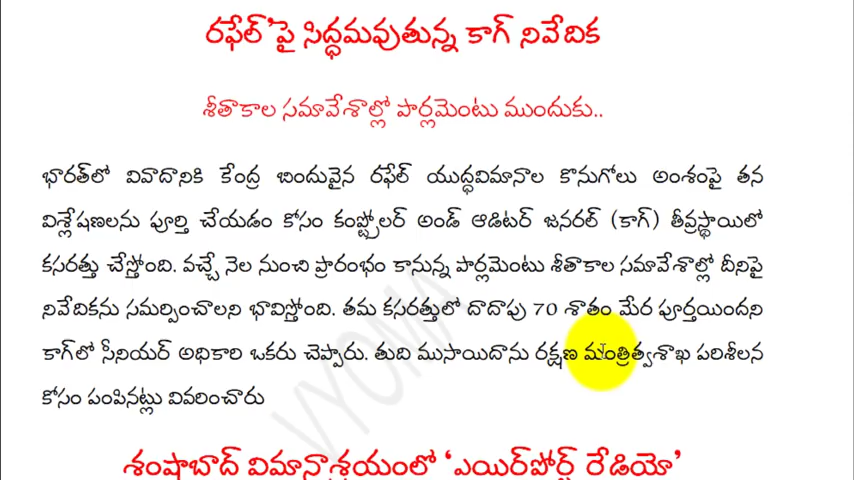 రఫేల్'పై సిద్ధమవుతున్న కాగ్ నివేదిక
శీతాకాల సమావేశాల్లో పార్లమెంటు ముందుకు..
భారత్‌లో వివాదానికి కేంద్ర బిందువైన రఫేల్ యుద్ధవిమానాల కొనుగోలు అంశంపై తన
విశ్లేషణలను పూర్తి చేయడం కోసం కంప్ట్రోలర్ అండ్ ఆడిటర్ జనరల్ (కాగ్) తీవ్రస్థాయిలో
కసరత్తు చేస్తోంది. వచ్చే నెల నుంచి ప్రారంభం కానున్న పార్లమెంటు శీతాకాల సమావేశాల్లో దీనిపై
నివేదికను సమర్పించాలని భావిస్తోంది. తమ కసరత్తులో దాదాపు 70 శాతం మేర పూర్తయిందని
కాగ్‌లో సీనియర్ అధికారి ఒకరు చెప్పారు. తుది ముసాయిదాను రక్షణ మంత్రిత్వశాఖ పరిశీలన
కోసం పంపినట్లు వివరించారు
VYOMA
శంషాబాద్ విమానాశ్రయంలో 'ఎయిర్‌పోర్ట్ రేడియో'